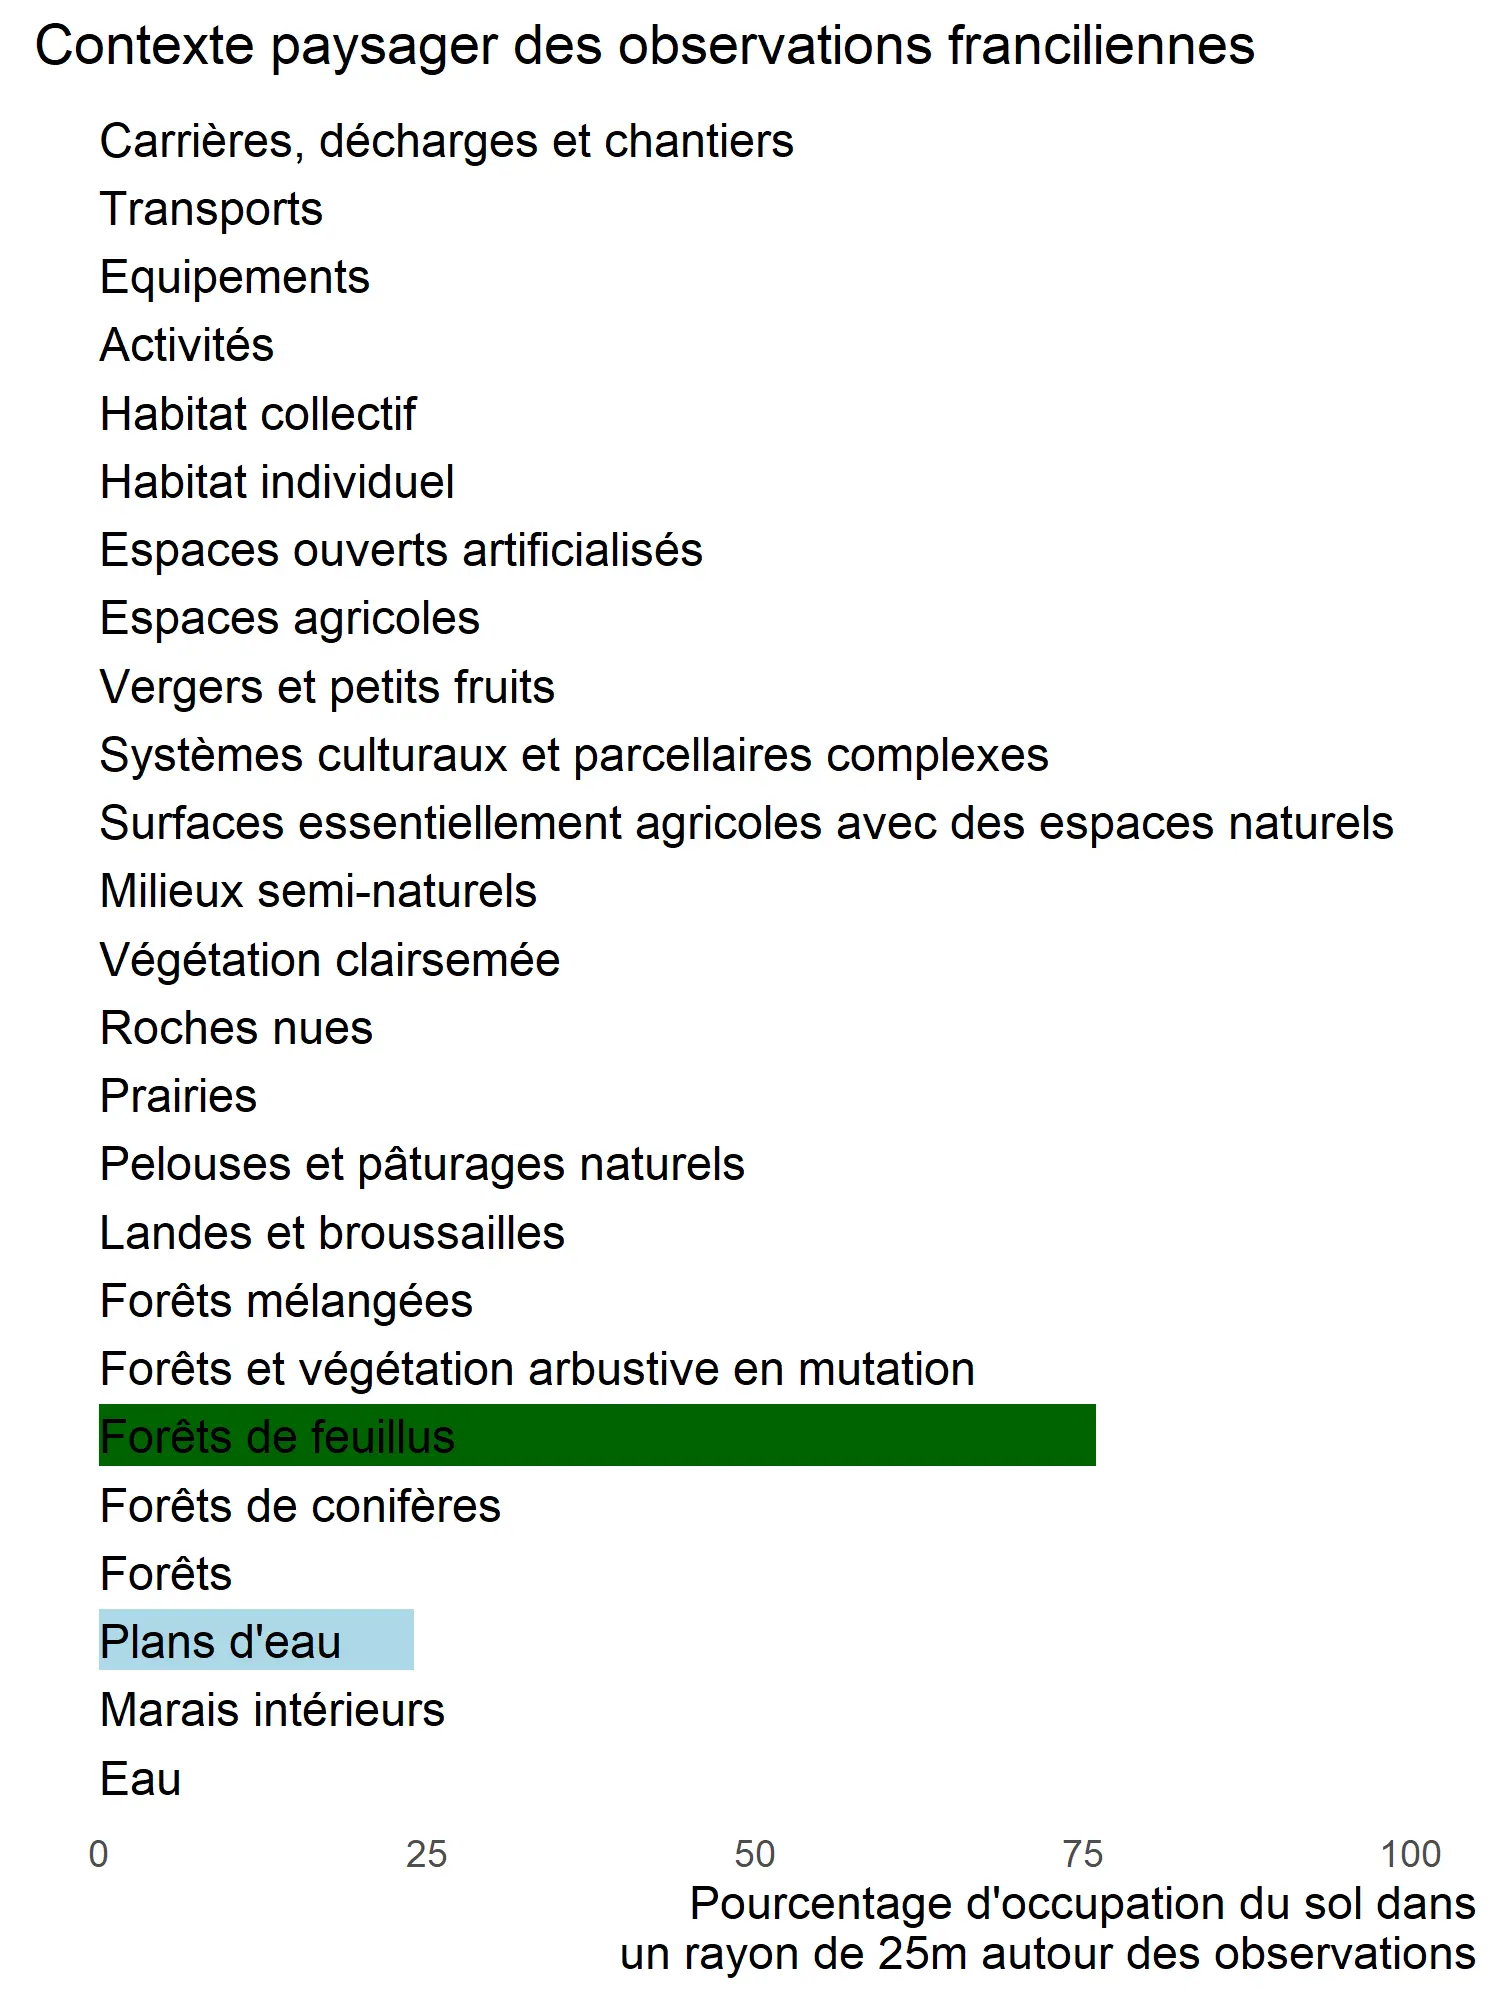 Contexte paysager des observations franciliennes
Carrières, décharges et chantiers
Transports
Equipements
Activités
Habitat collectif
Habitat individuel
Espaces ouverts artificialisés
Espaces agricoles
Vergers et petits fruits
Systèmes culturaux et parcellaires complexes
Surfaces essentiellement agricoles avec des espaces naturels
Milieux semi-naturels
Végétation clairsemée
Roches nues
Prairies
Pelouses et pâturages naturels
Landes et broussailles
Forêts mélangées
Forêts et végétation arbustive en mutation
Forêts de feuillus
Forêts de conifères
Forêts
Plans d'eau
Marais intérieurs
Eau
0 25 50 75 100
Pourcentage d'occupation du sol dans
un rayon de 25m autour des observations